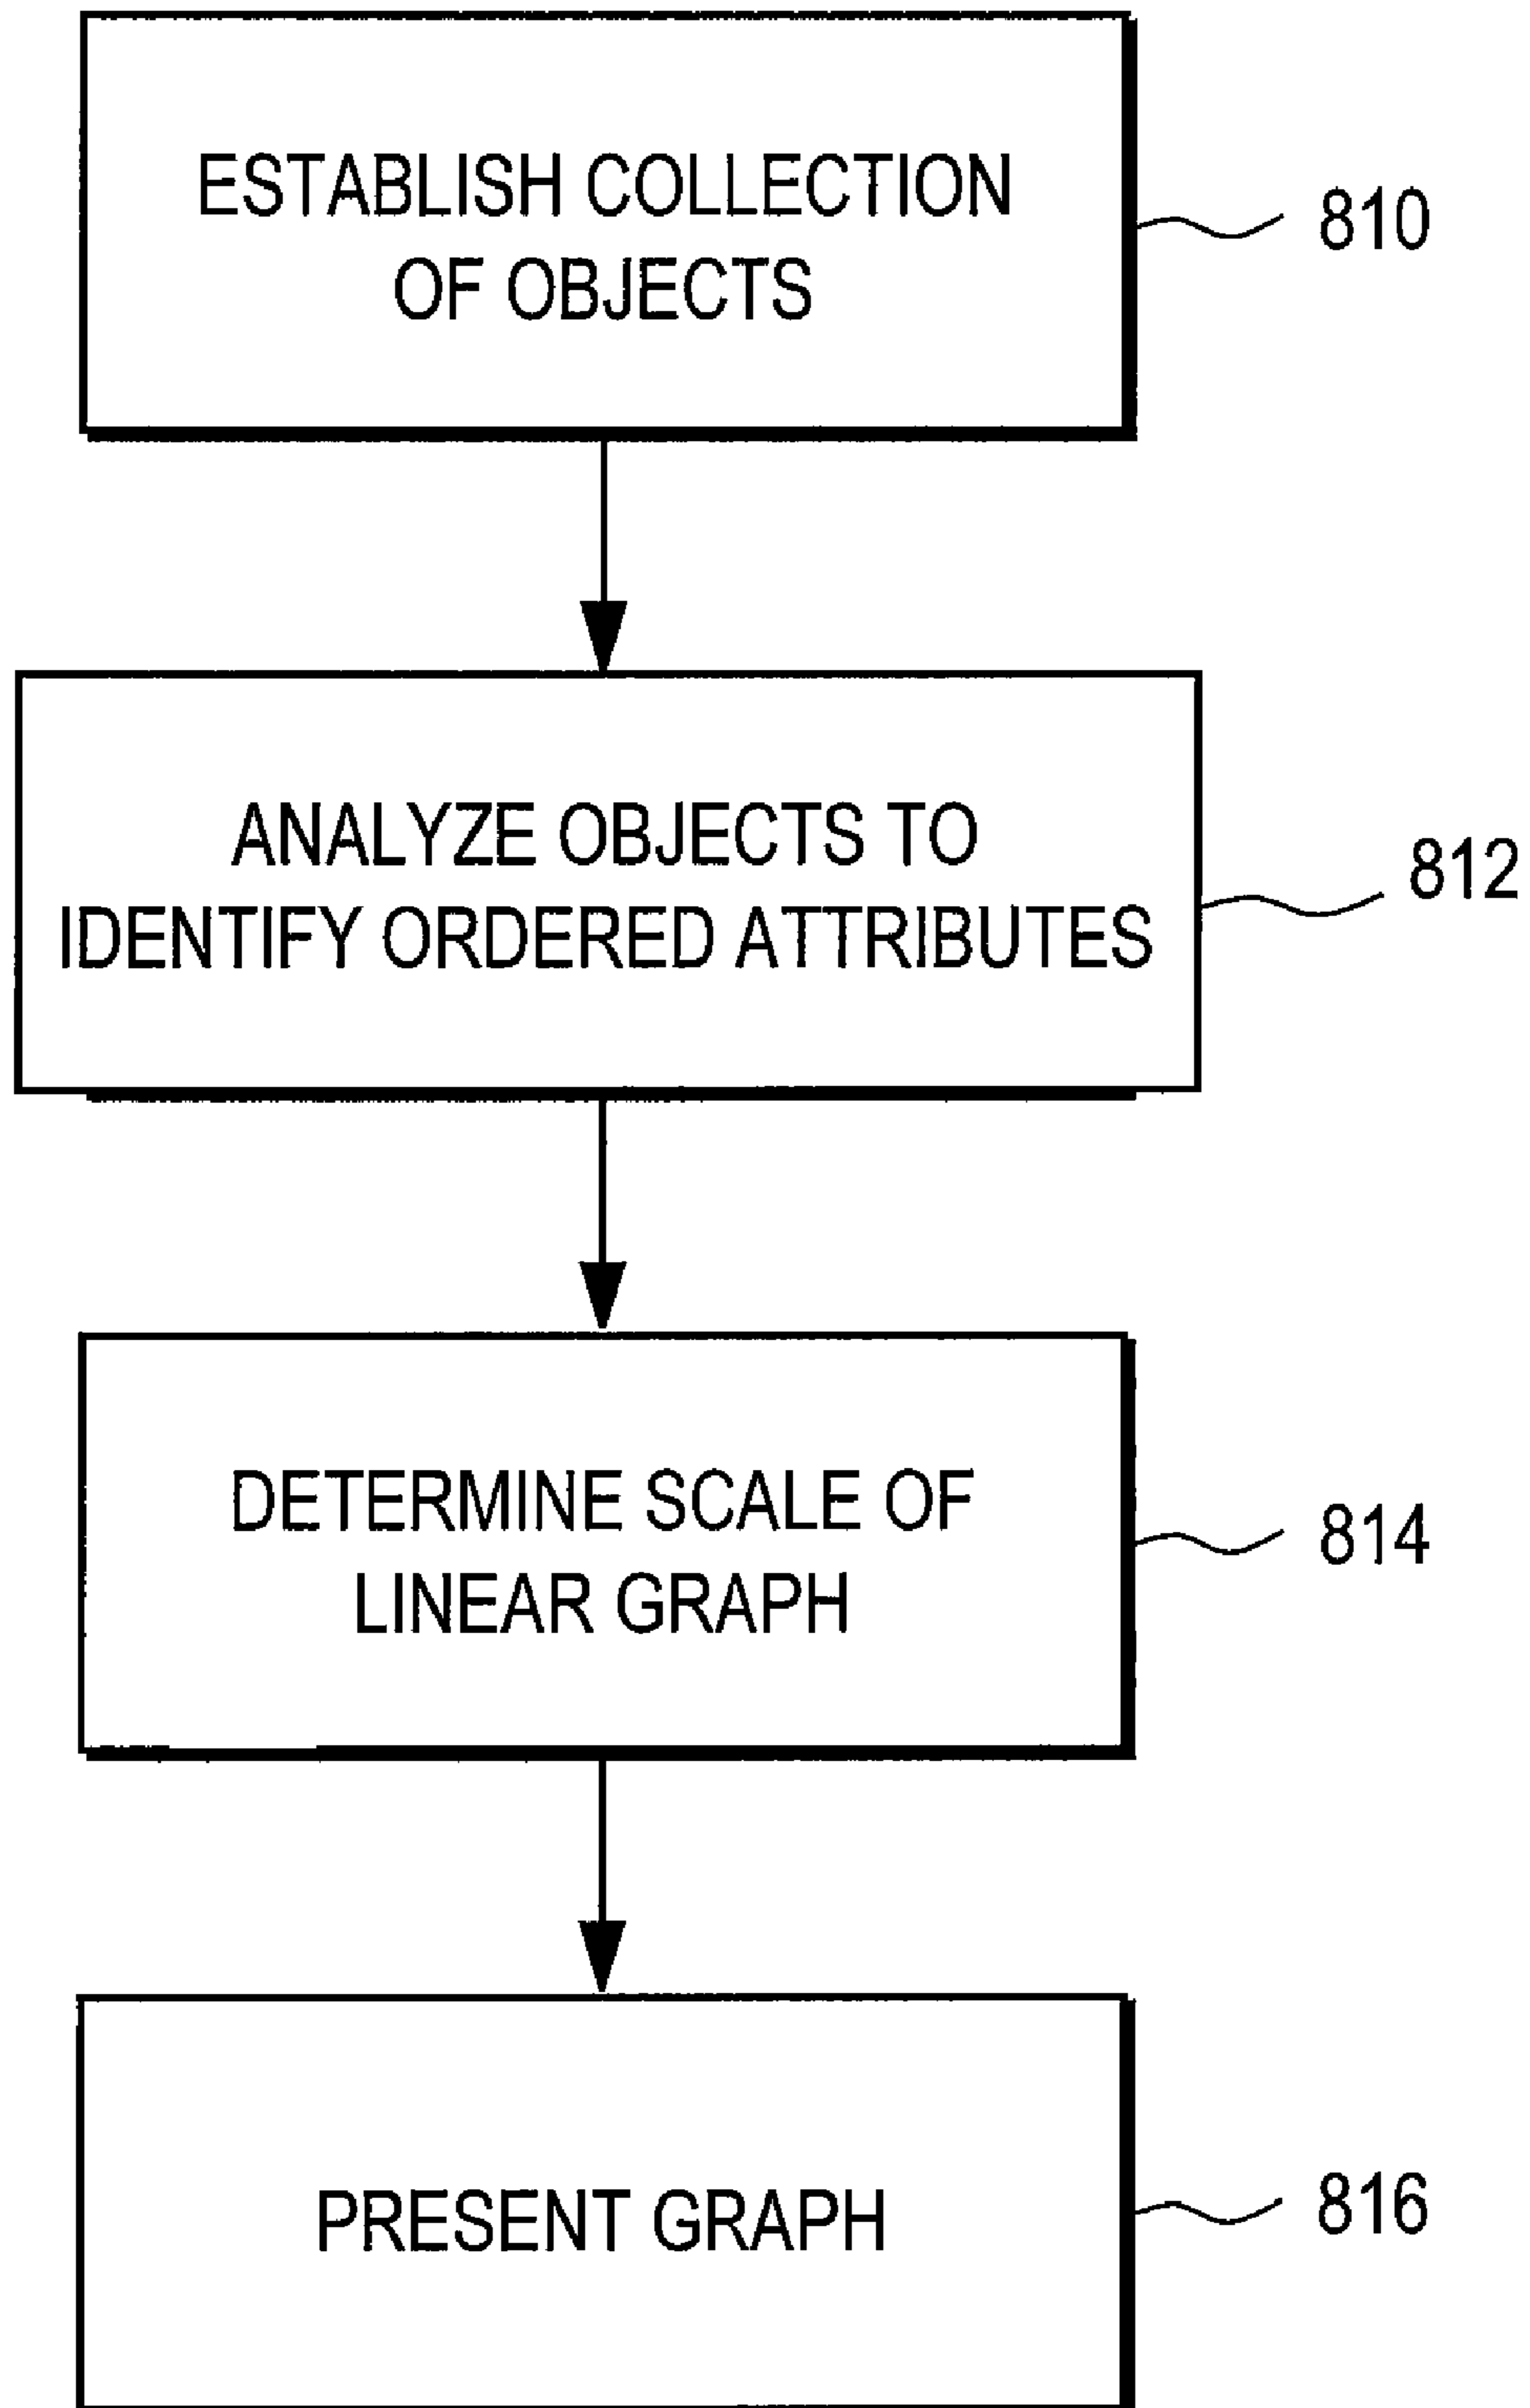 ESTABLISH COLLECTION
OF OBJECTS
810
ANALYZE OBJECTS TO
IDENTIFY ORDERED ATTRIBUTES
812
DETERMINE SCALE OF
LINEAR GRAPH
814
PRESENT GRAPH
816